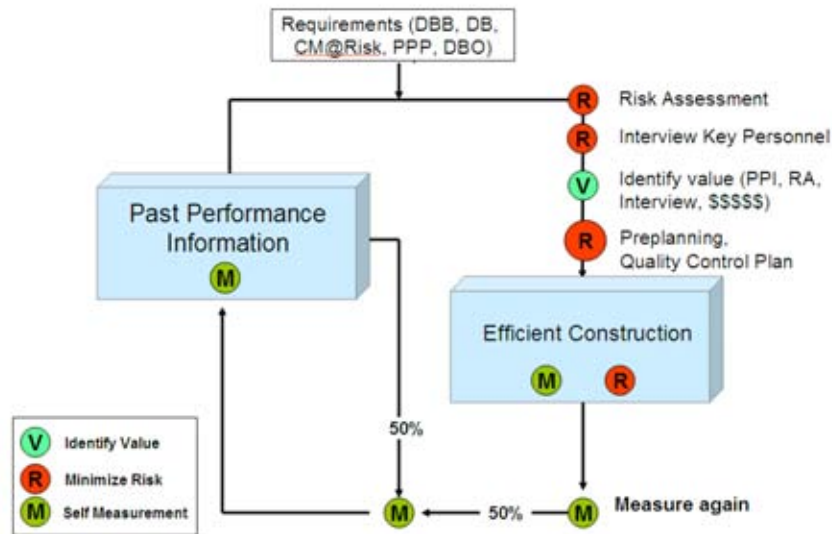 Requirements (DBB, DB,
CM@Risk, PPP, DBO)
R Risk Assessment
R Interview Key Personnel
V Identify value (PPI, RA,
Interview, $$$$$)
R Preplanning,
Quality Control Plan
Past Performance
Information
M
Efficient Construction
M R
50%
V Identify Value
R Minimize Risk
M Self Measurement
M
50%
M Measure again